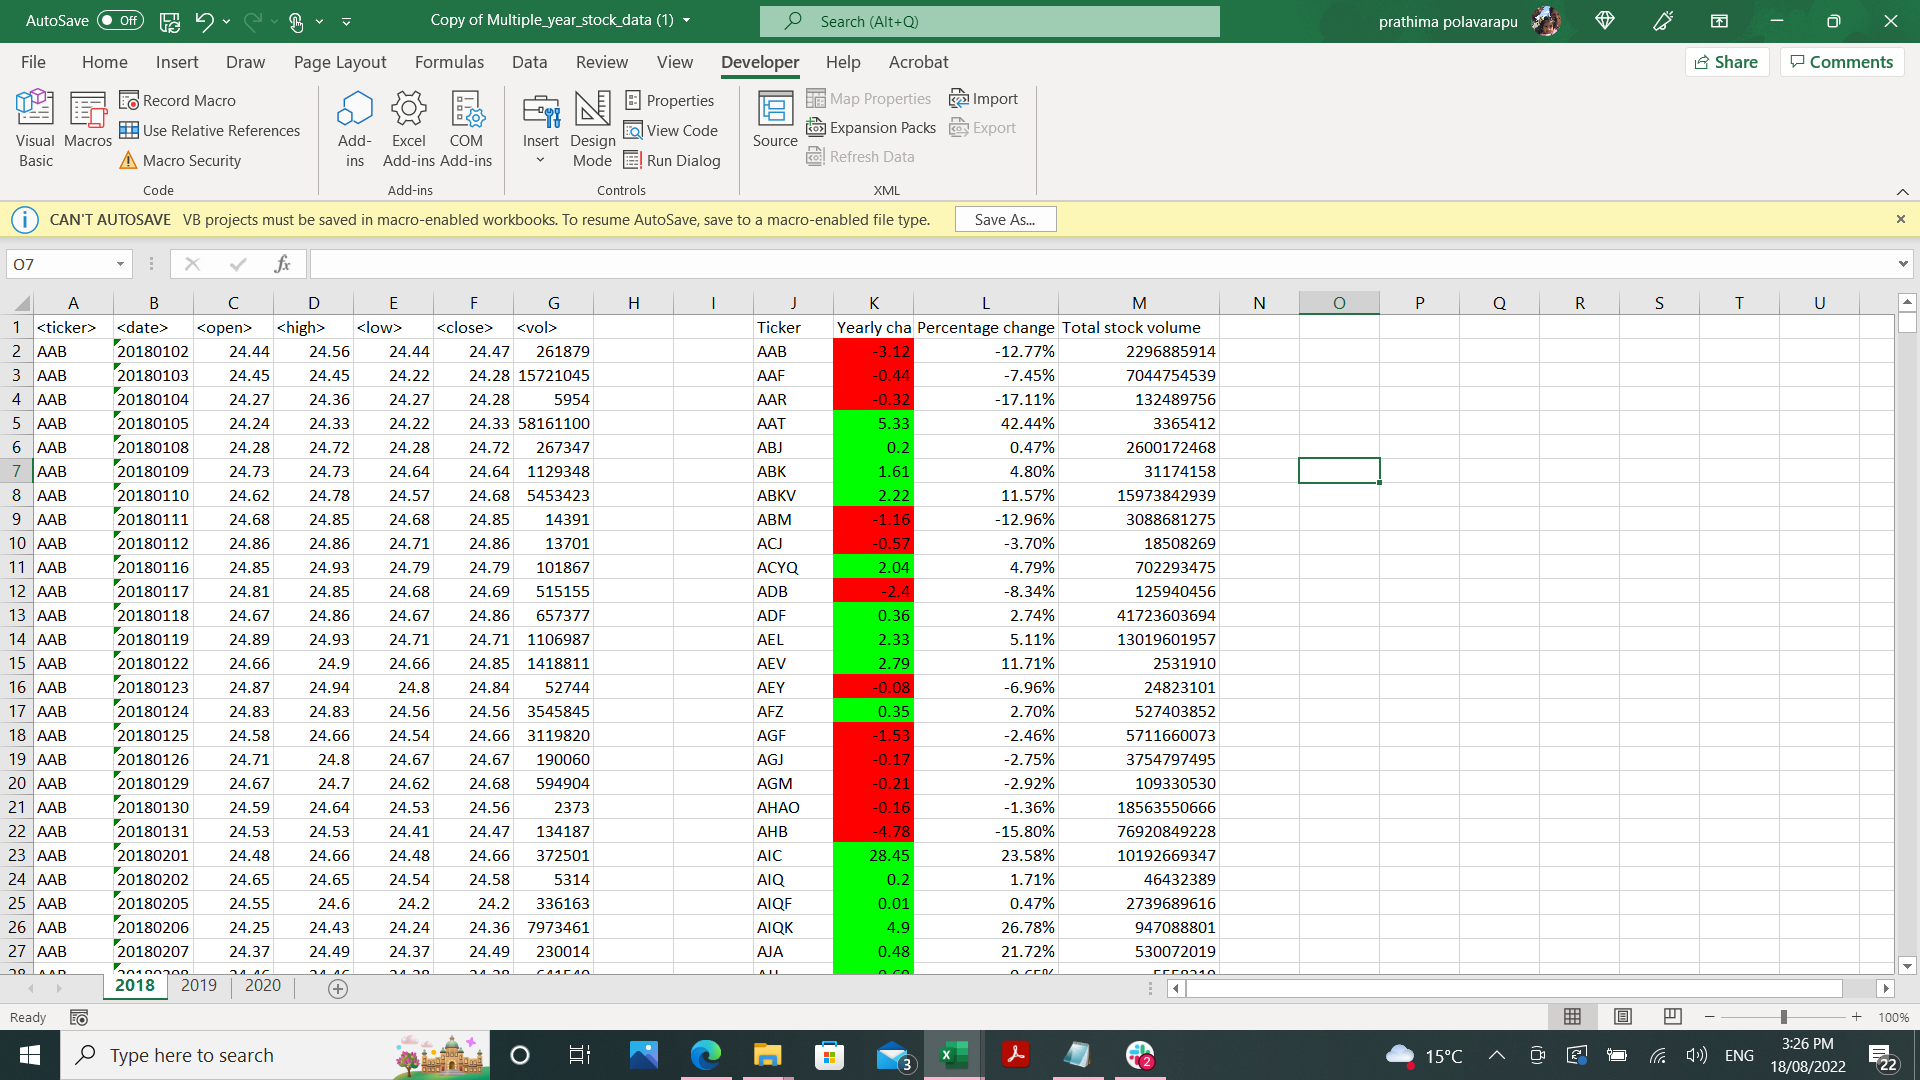 AutoSave Off Copy of Multiple_year_stock_data (1) Search (Alt+Q) prathima polavarapu
File Home Insert Draw Page Layout Formulas Data Review View Developer Help Acrobat Share Comments
Visual Basic Macros Record Macro Use Relative References Macro Security Code
Add-ins Excel Add-ins COM Add-ins Add-ins
Insert Design Mode Properties View Code Run Dialog Controls
Source Map Properties Expansion Packs Refresh Data Import Export XML
CAN'T AUTOSAVE VB projects must be saved in macro-enabled workbooks. To resume AutoSave, save to a macro-enabled file type. Save As...
O7 fx
A B C D E F G H I J K L M N O P Q R S T U
1 <ticker> <date> <open> <high> <low> <close> <vol> Ticker Yearly cha Percentage change Total stock volume
2 AAB 20180102 24.44 24.56 24.44 24.47 261879 AAB -3.12 -12.77% 2296885914
3 AAB 20180103 24.45 24.45 24.22 24.28 15721045 AAF -0.44 -7.45% 7044754539
4 AAB 20180104 24.27 24.36 24.27 24.28 5954 AAR -0.32 -17.11% 132489756
5 AAB 20180105 24.24 24.33 24.22 24.33 58161100 AAT 5.33 42.44% 3365412
6 AAB 20180108 24.28 24.72 24.28 24.72 267347 ABJ 0.2 0.47% 2600172468
7 AAB 20180109 24.73 24.73 24.64 24.64 1129348 ABK 1.61 4.80% 31174158
8 AAB 20180110 24.62 24.78 24.57 24.68 5453423 ABKV 2.22 11.57% 15973842939
9 AAB 20180111 24.68 24.85 24.68 24.85 14391 ABM -1.16 -12.96% 3088681275
10 AAB 20180112 24.86 24.86 24.71 24.86 13701 ACJ -0.57 -3.70% 18508269
11 AAB 20180116 24.85 24.93 24.79 24.79 101867 ACYQ 2.04 4.79% 702293475
12 AAB 20180117 24.81 24.85 24.68 24.69 515155 ADB -2.4 -8.34% 125940456
13 AAB 20180118 24.67 24.86 24.67 24.86 657377 ADF 0.36 2.74% 41723603694
14 AAB 20180119 24.89 24.93 24.71 24.71 1106987 AEL 2.33 5.11% 13019601957
15 AAB 20180122 24.66 24.9 24.66 24.85 1418811 AEV 2.79 11.71% 2531910
16 AAB 20180123 24.87 24.94 24.8 24.84 52744 AEY -0.08 -6.96% 24823101
17 AAB 20180124 24.83 24.83 24.56 24.56 3545845 AFZ 0.35 2.70% 527403852
18 AAB 20180125 24.58 24.66 24.54 24.66 3119820 AGF -1.53 -2.46% 5711660073
19 AAB 20180126 24.71 24.8 24.67 24.67 190060 AGJ -0.17 -2.75% 3754797495
20 AAB 20180129 24.67 24.7 24.62 24.68 594904 AGM -0.21 -2.92% 109330530
21 AAB 20180130 24.59 24.64 24.53 24.56 2373 AHAO -0.16 -1.36% 18563550666
22 AAB 20180131 24.53 24.53 24.41 24.47 134187 AHB -4.78 -15.80% 76920849228
23 AAB 20180201 24.48 24.66 24.48 24.66 372501 AIC 28.45 23.58% 10192669347
24 AAB 20180202 24.65 24.65 24.54 24.58 5314 AIQ 0.2 1.71% 46432389
25 AAB 20180205 24.55 24.6 24.2 24.2 336163 AIQF 0.01 0.47% 2739689616
26 AAB 20180206 24.25 24.43 24.24 24.36 7973461 AIQK 4.9 26.78% 947088801
27 AAB 20180207 24.37 24.49 24.37 24.49 230014 AJA 0.48 21.72% 530072019
2018 2019 2020
Ready 100%
Type here to search 3 2 15°C ENG 3:26 PM 18/08/2022 22